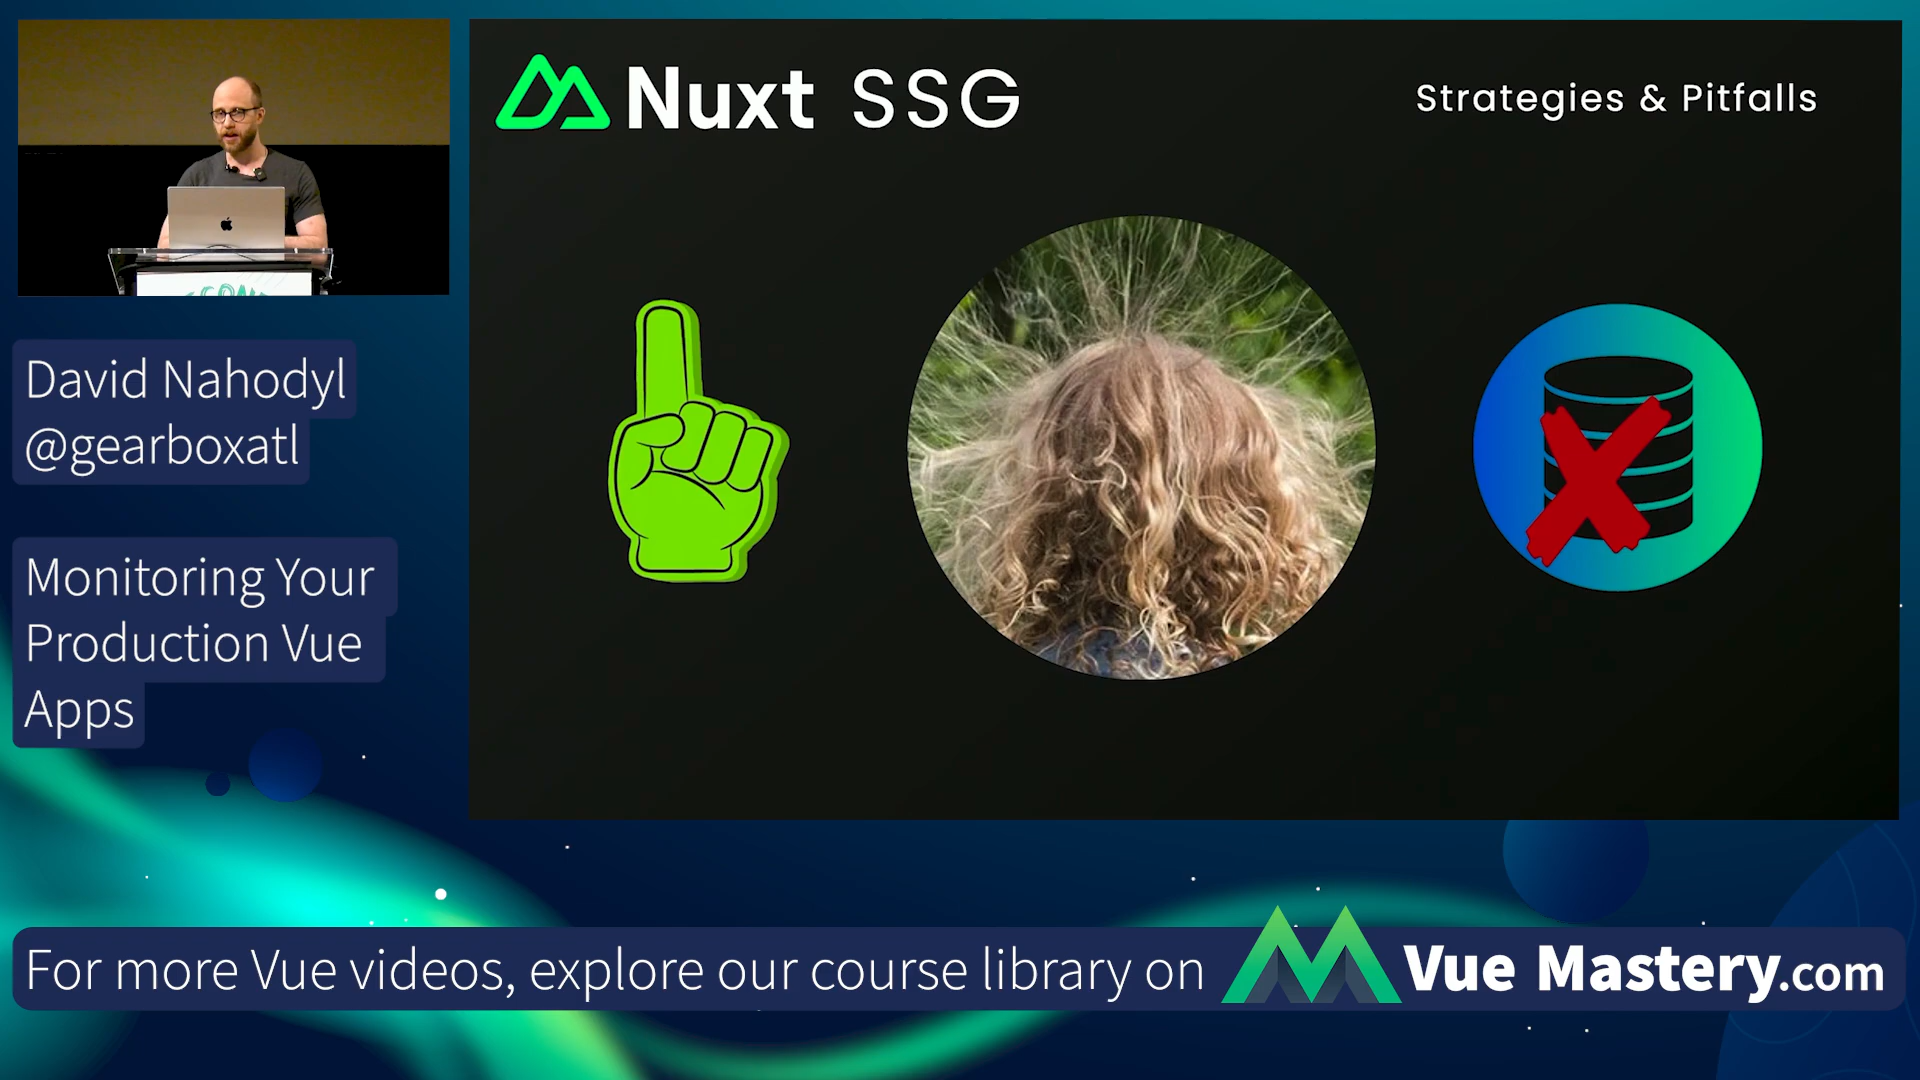 Nuxt SSG
Strategies & Pitfalls
David Nahodyl
@gearboxatl
Monitoring Your
Production Vue
Apps
For more Vue videos, explore our course library on Vue Mastery.com